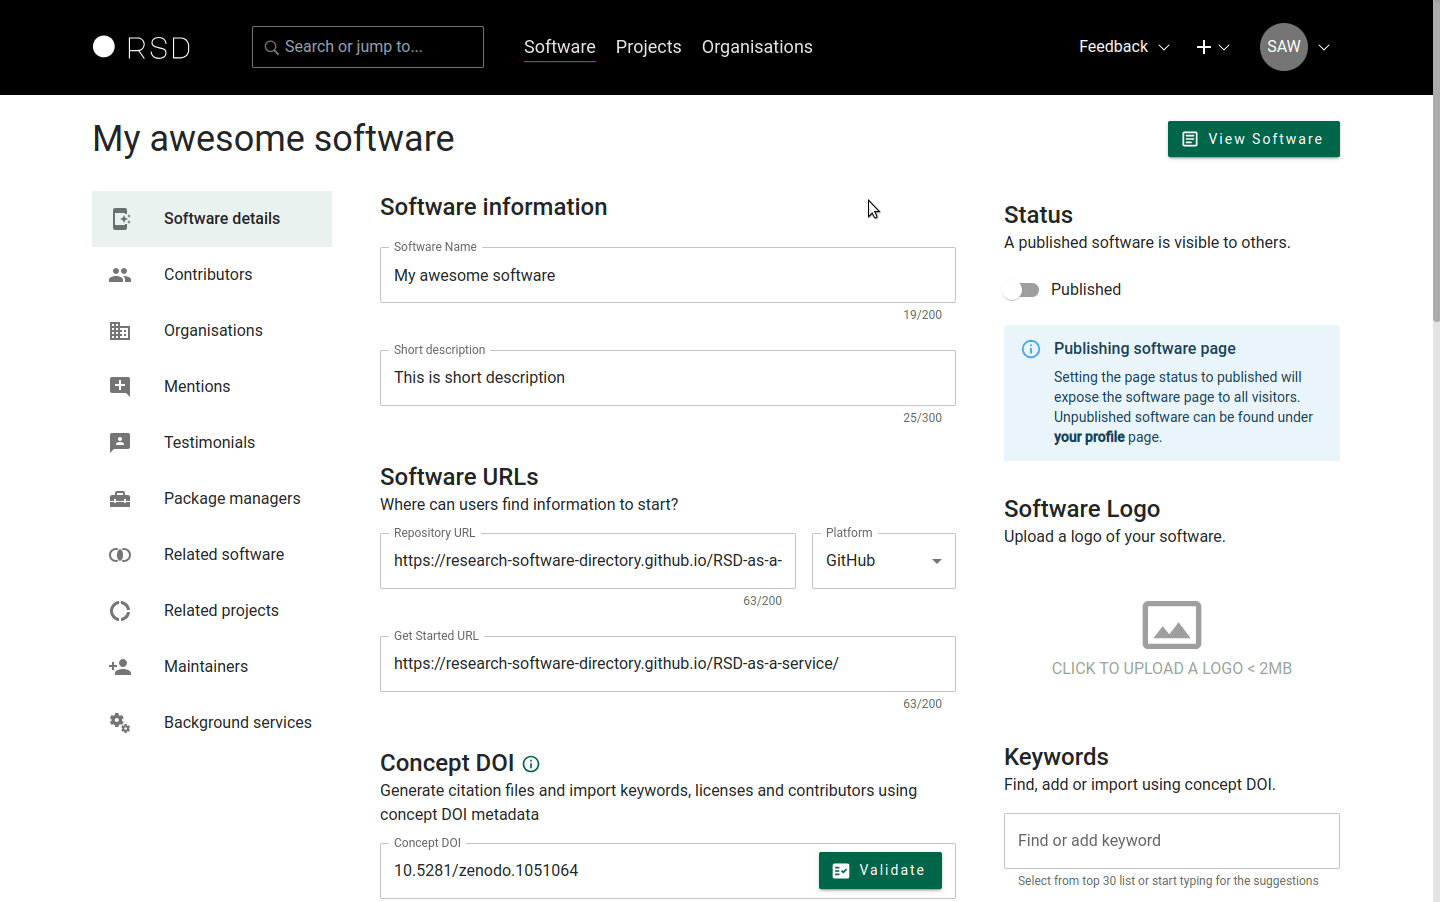 RSD
Search or jump to...
Software
Projects
Organisations
Feedback
SAW
My awesome software
View Software
Software details
Contributors
Organisations
Mentions
Testimonials
Package managers
Related software
Related projects
Maintainers
Background services
Software information
Software Name
My awesome software
19/200
Short description
This is short description
25/300
Software URLs
Where can users find information to start?
Repository URL
https://research-software-directory.github.io/RSD-as-a-
63/200
Platform
GitHub
Get Started URL
https://research-software-directory.github.io/RSD-as-a-service/
63/200
Concept DOI
Generate citation files and import keywords, licenses and contributors using
concept DOI metadata
Concept DOI
10.5281/zenodo.1051064
Validate
Status
A published software is visible to others.
Published
Publishing software page
Setting the page status to published will
expose the software page to all visitors.
Unpublished software can be found under
your profile page.
Software Logo
Upload a logo of your software.
CLICK TO UPLOAD A LOGO < 2MB
Keywords
Find, add or import using concept DOI.
Find or add keyword
Select from top 30 list or start typing for the suggestions